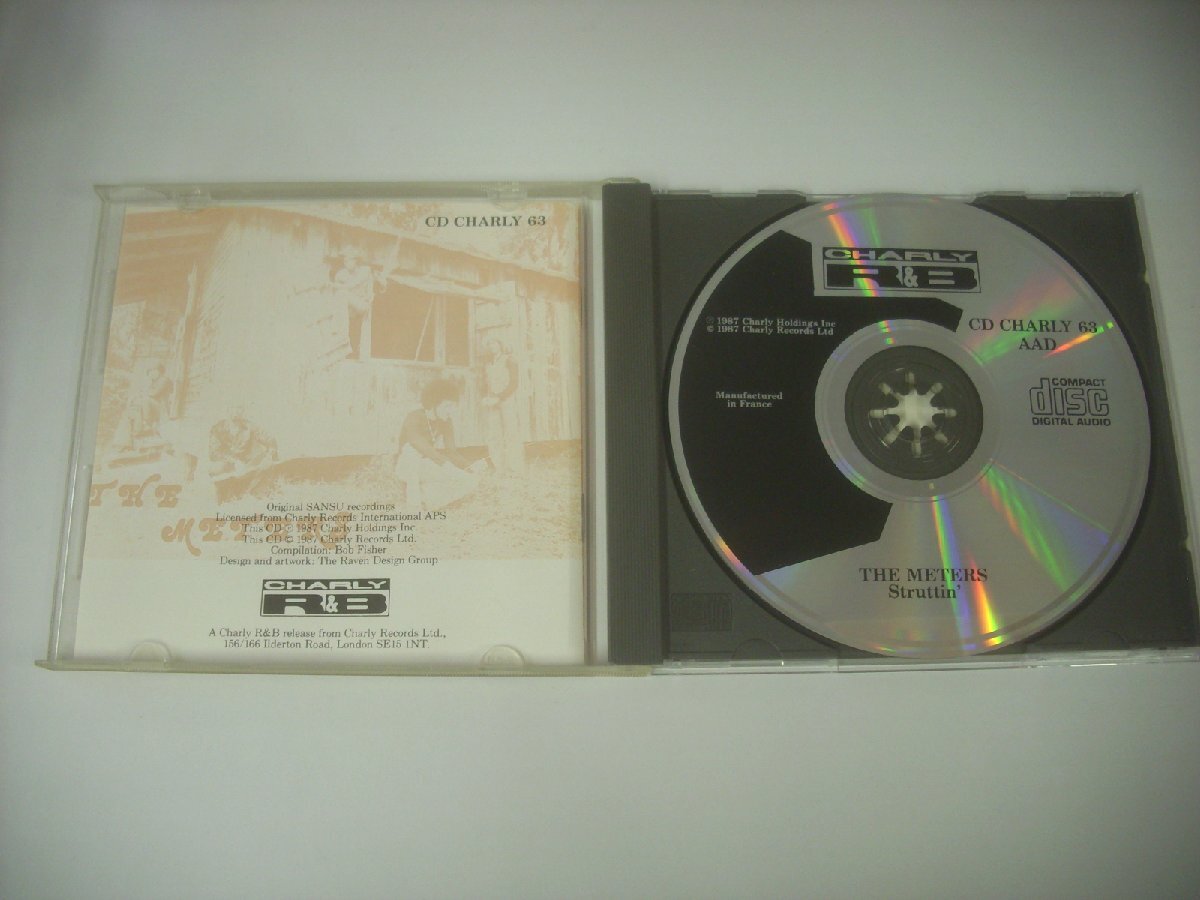 CD CHARLY 63
THE
METERS
Original SANSU recordings
Licensed from Charly Records International APS
This CD ℗ 1987 Charly Holdings Inc.
This CD © 1987 Charly Records Ltd.
Compilation: Bob Fisher
Design and artwork: The Raven Design Group
CHARLY
R&B
A Charly R&B release from Charly Records Ltd.,
156/166 Ilderton Road, London SE15 1NT.
CHARLY
R&B
℗ 1987 Charly Holdings Inc
© 1987 Charly Records Ltd
CD CHARLY 63
AAD
Manufactured
in France
COMPACT
disc
DIGITAL AUDIO
THE METERS
Struttin'